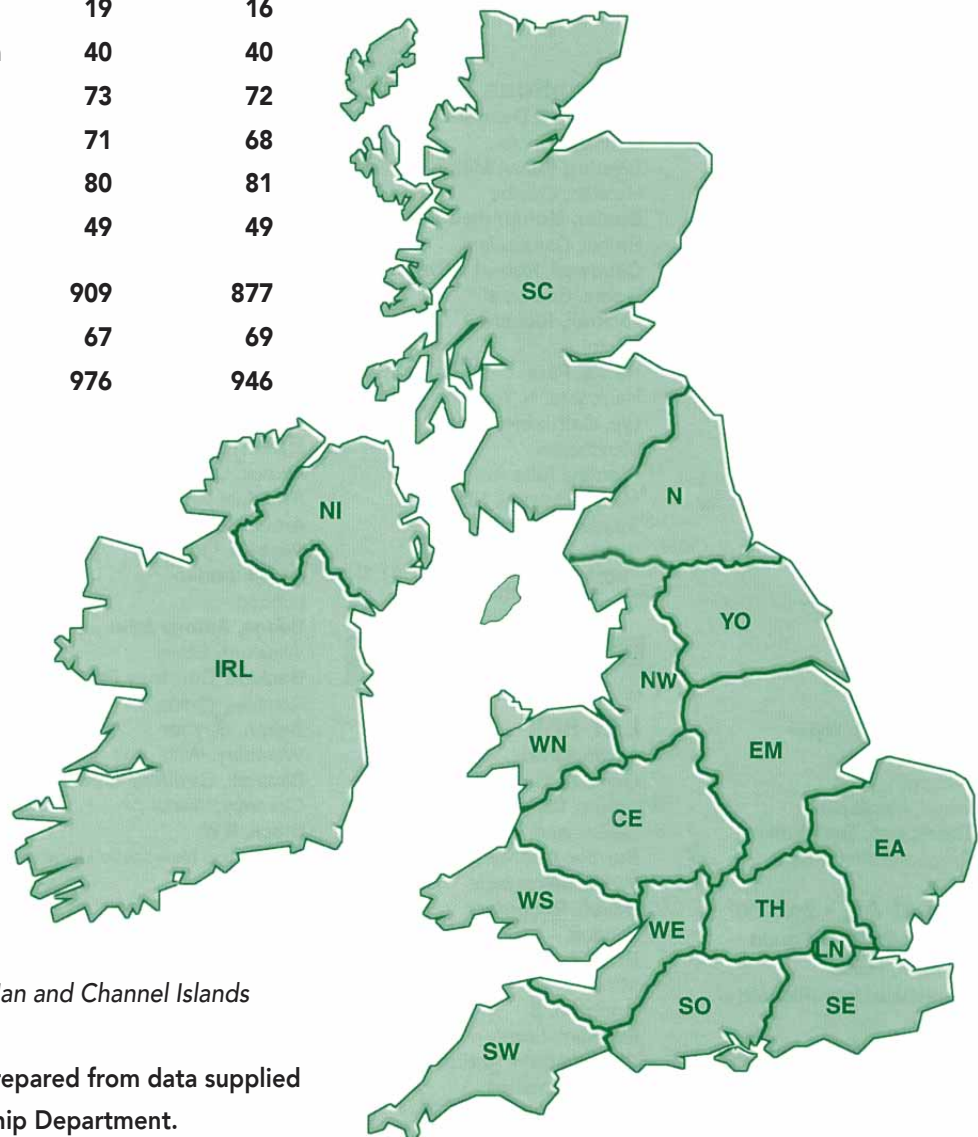 19 16
40 40
73 72
71 68
80 81
49 49
909 877
67 69
976 946
SC
N
NI
YO
IRL
NW
WN
EM
CE
EA
WS
TH
WE
LN
SO
SE
SW
an and Channel Islands
repared from data supplied
hip Department.